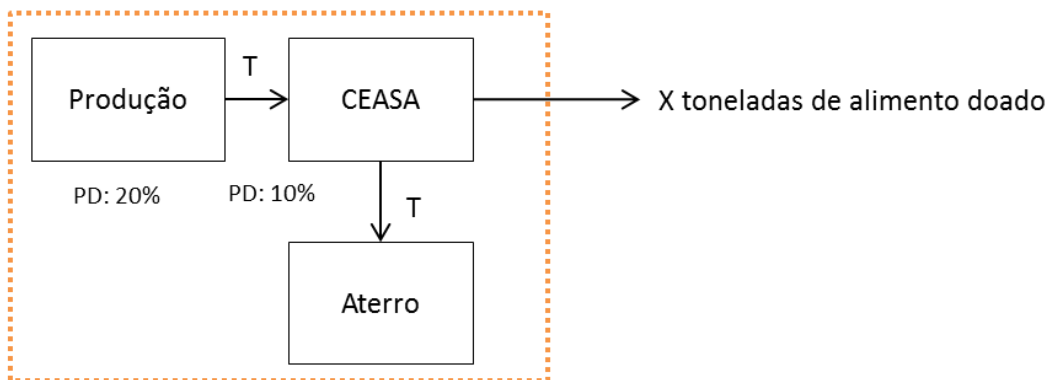 T
Produção
CEASA
X toneladas de alimento doado
PD: 20%
PD: 10%
T
Aterro